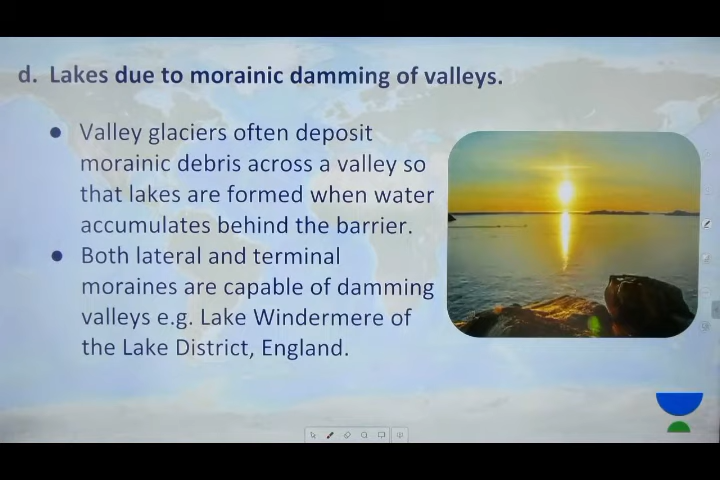 d. Lakes due to morainic damming of valleys.
● Valley glaciers often deposit
morainic debris across a valley so
that lakes are formed when water
accumulates behind the barrier.
● Both lateral and terminal
moraines are capable of damming
valleys e.g. Lake Windermere of
the Lake District, England.